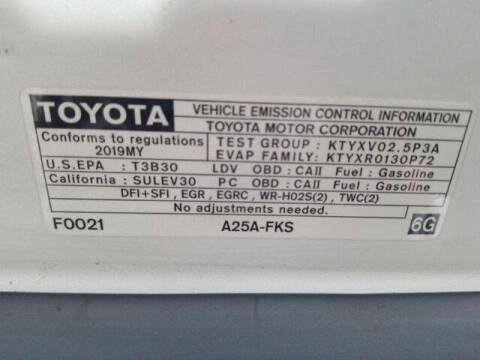 TOYOTA VEHICLE EMISSION CONTROL INFORMATION
TOYOTA MOTOR CORPORATION
Conforms to regulations
2019MY
TEST GROUP : KTYXV02.5P3A
EVAP FAMILY: KTYXR0130P72
U.S.EPA : T3B30 LDV OBD : CAII Fuel : Gasoline
California : SULEV30 PC OBD : CAII Fuel : Gasoline
DFI+SFI , EGR , EGRC , WR-HO2S(2) , TWC(2)
No adjustments needed.
F0021 A25A-FKS 6G